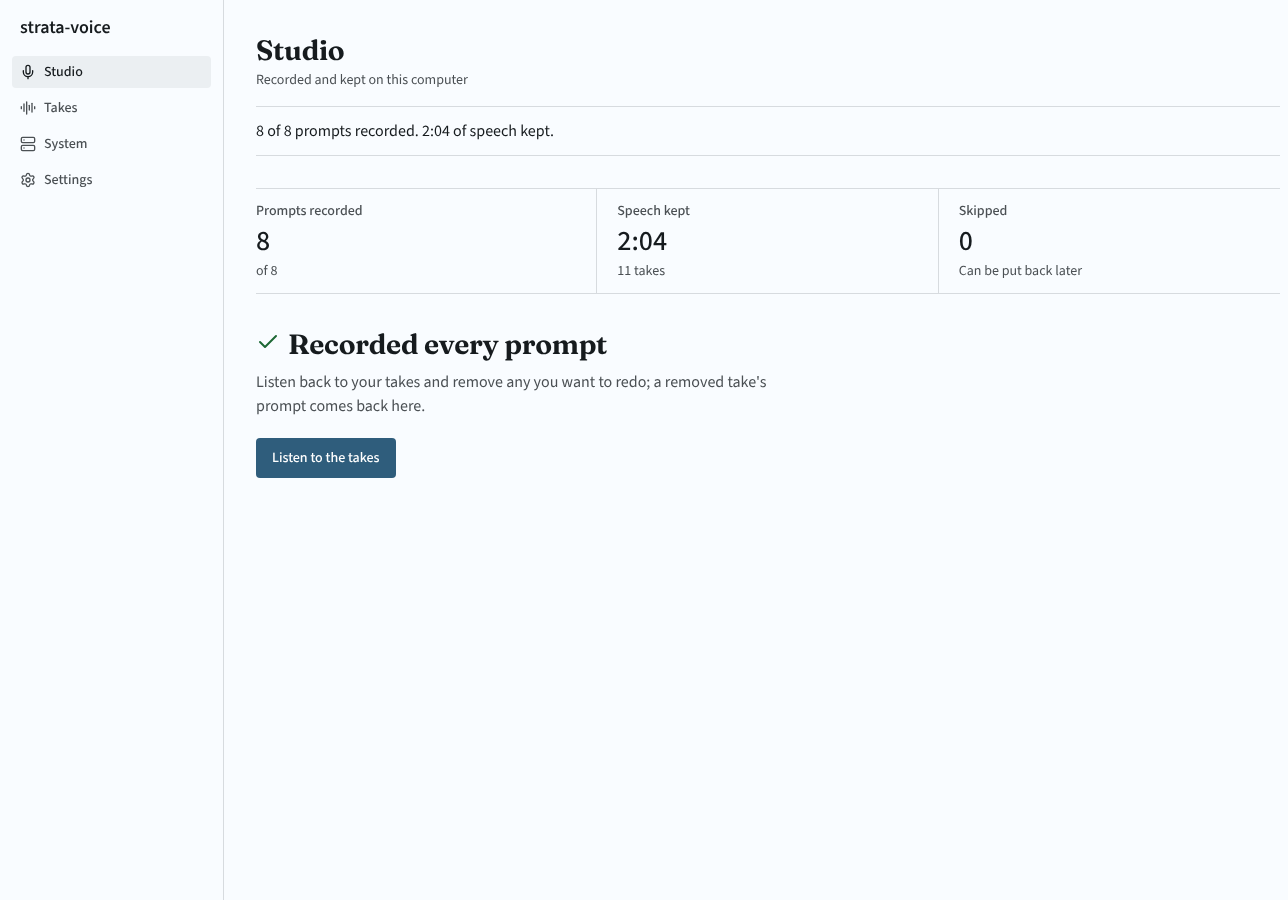 strata-voice
Studio
Takes
System
Settings
Studio
Recorded and kept on this computer
8 of 8 prompts recorded. 2:04 of speech kept.
Prompts recorded
8
of 8
Speech kept
2:04
11 takes
Skipped
0
Can be put back later
Recorded every prompt
Listen back to your takes and remove any you want to redo; a removed take's
prompt comes back here.
Listen to the takes